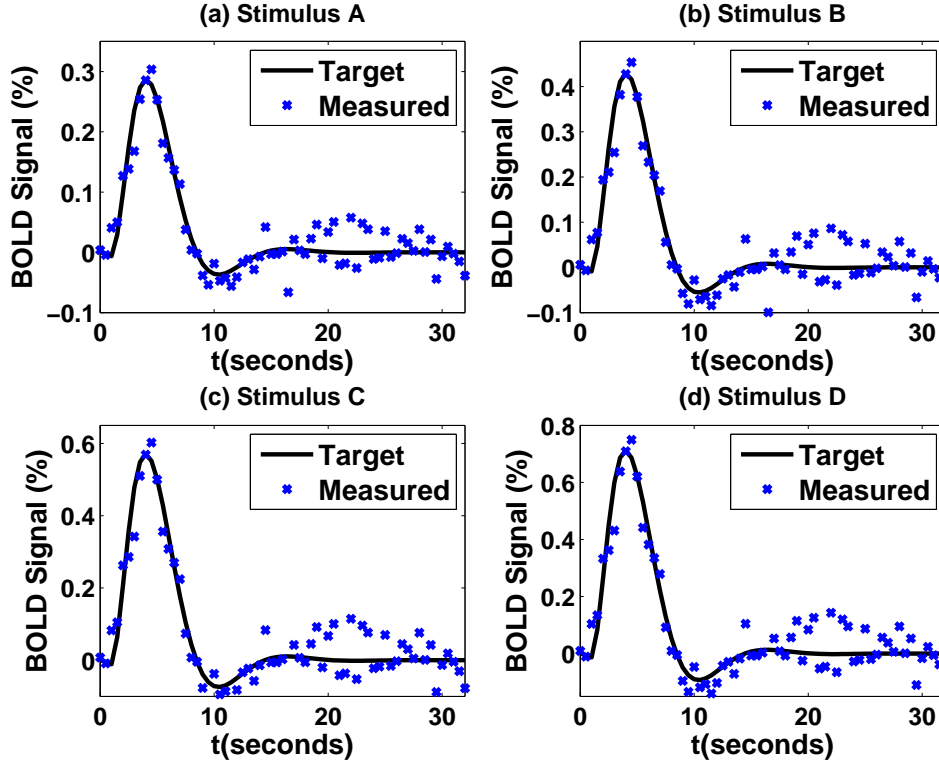 (a) Stimulus A
BOLD Signal (%)
0.3
0.2
0.1
0
−0.1
0
10
20
30
t(seconds)
Target
Measured
(b) Stimulus B
BOLD Signal (%)
0.4
0.3
0.2
0.1
0
−0.1
0
10
20
30
t(seconds)
Target
Measured
(c) Stimulus C
BOLD Signal (%)
0.6
0.4
0.2
0
0
10
20
30
t(seconds)
Target
Measured
(d) Stimulus D
BOLD Signal (%)
0.8
0.6
0.4
0.2
0
0
10
20
30
t(seconds)
Target
Measured